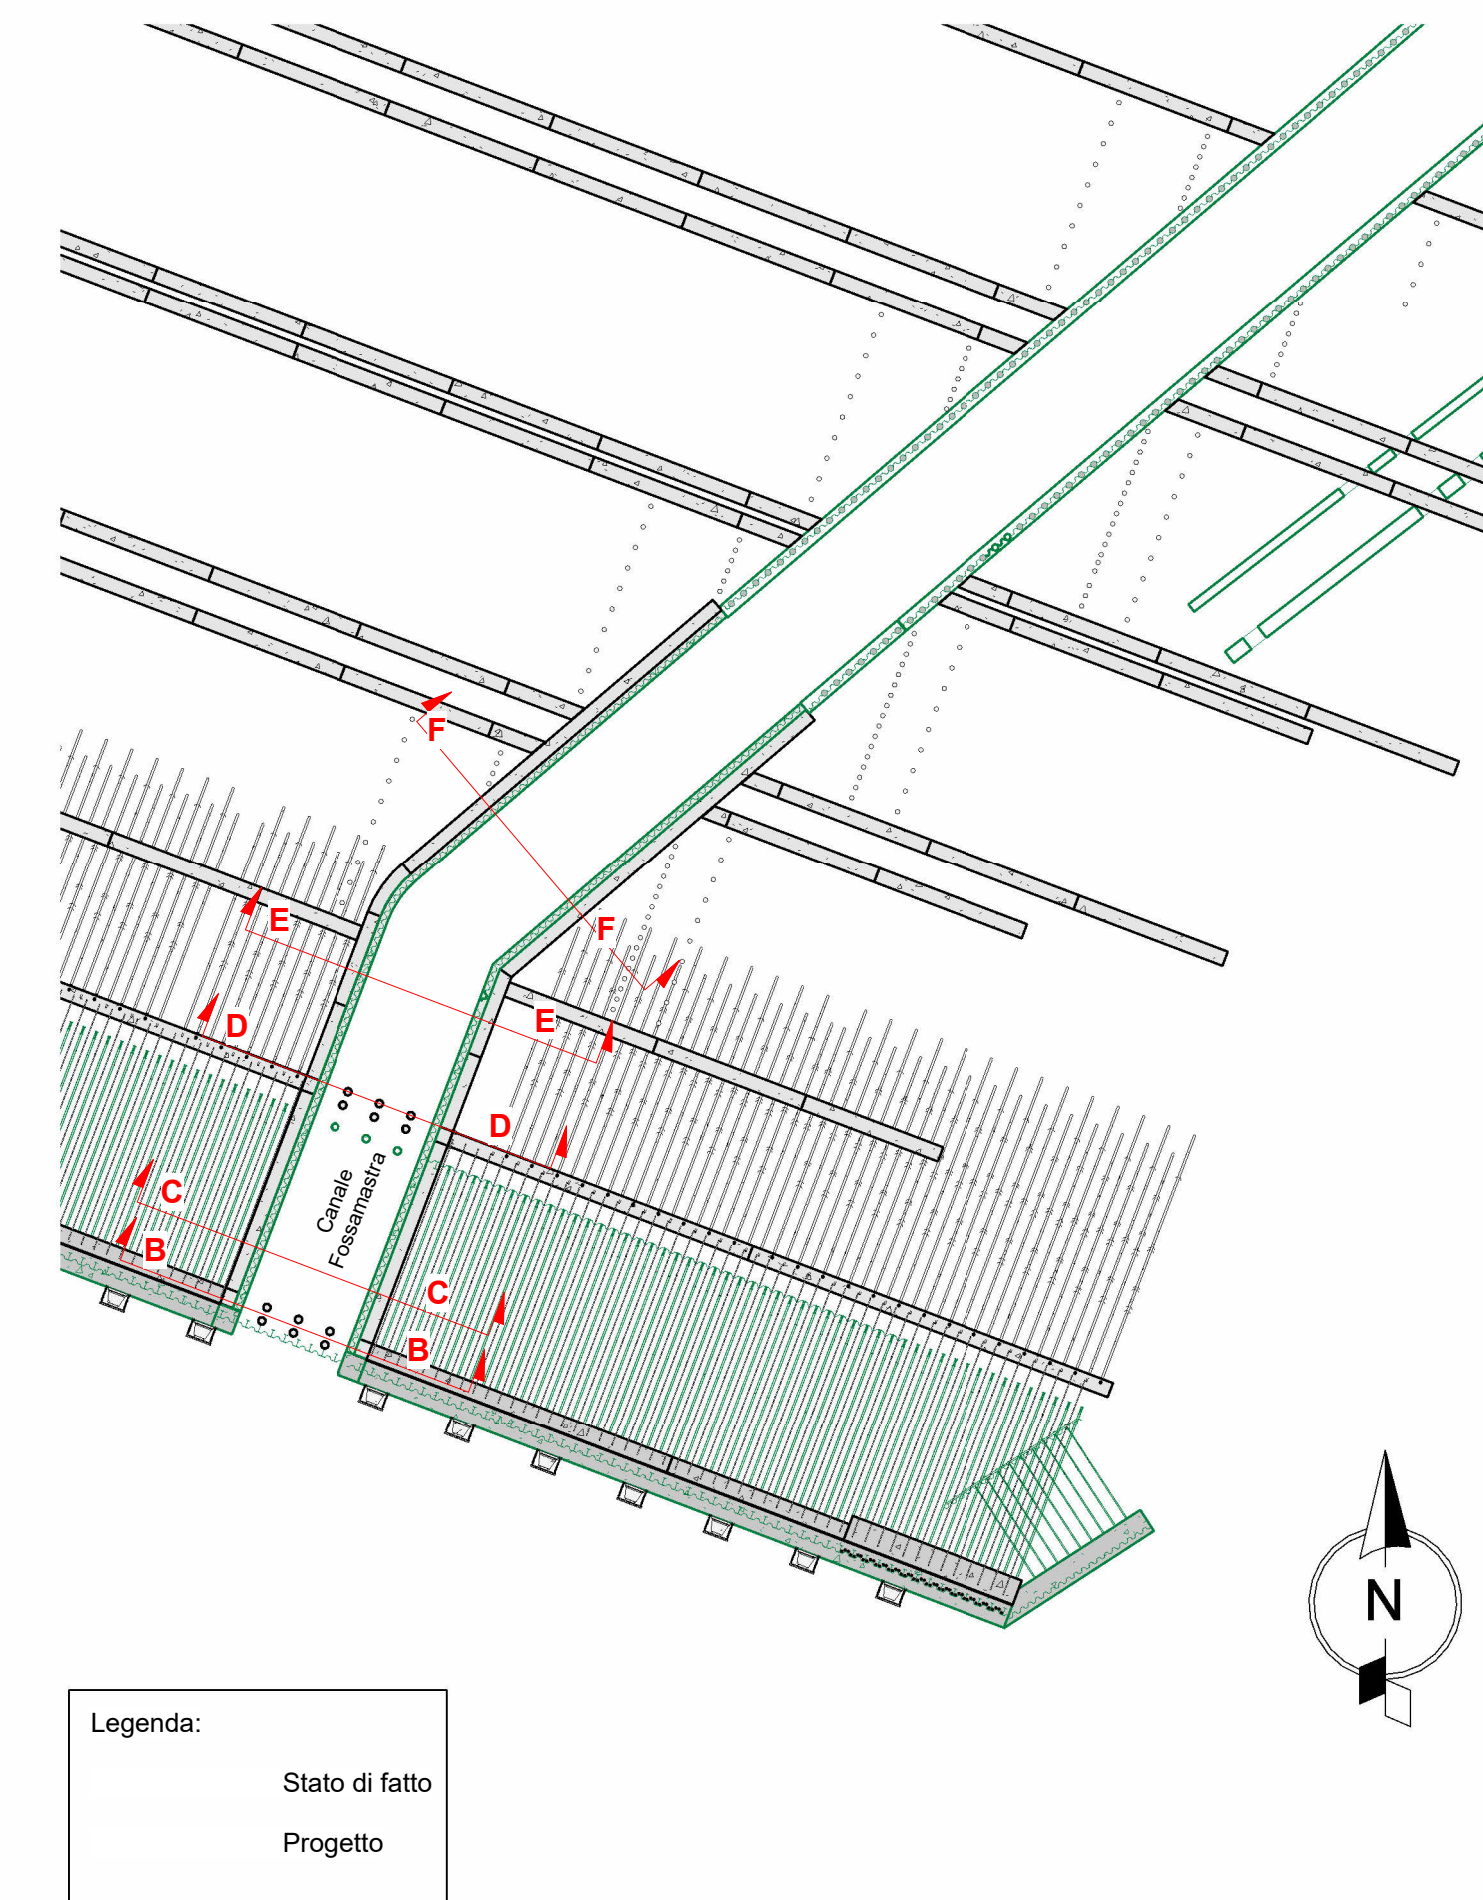 F
F
E
E
D
D
Canale
Fossamastra
C
C
B
B
N
Legenda:
Stato di fatto
Progetto